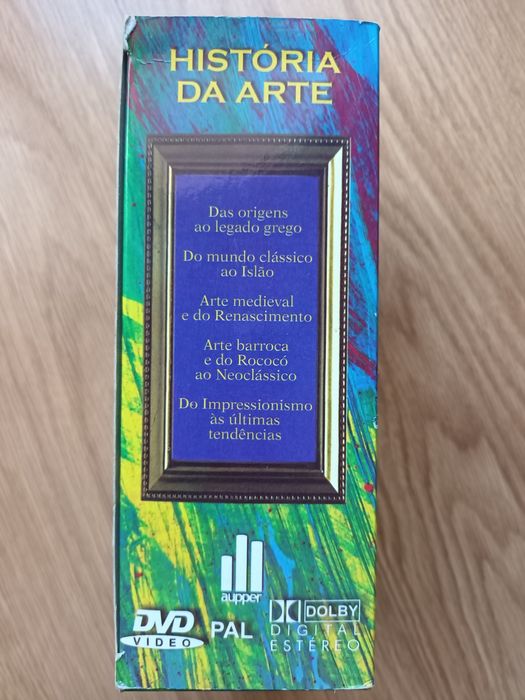 HISTÓRIA
DA ARTE
Das origens
ao legado grego
Do mundo clássico
ao Islão
Arte medieval
e do Renascimento
Arte barroca
e do Rococó
ao Neoclássico
Do Impressionismo
às últimas
tendências
aupper
DVD
VIDEO
PAL
DOLBY
DIGITAL
ESTÉREO